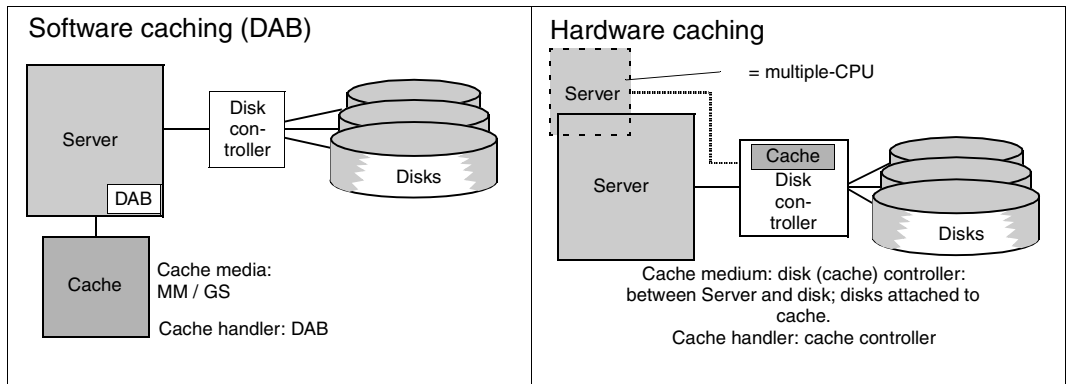 Software caching (DAB)
Server
DAB
Disk
con-
troller
Disks
Cache
Cache media:
MM / GS
Cache handler: DAB
Hardware caching
= multiple-CPU
Server
Server
Cache
Disk
con-
troller
Disks
Cache medium: disk (cache) controller:
between Server and disk; disks attached to
cache.
Cache handler: cache controller